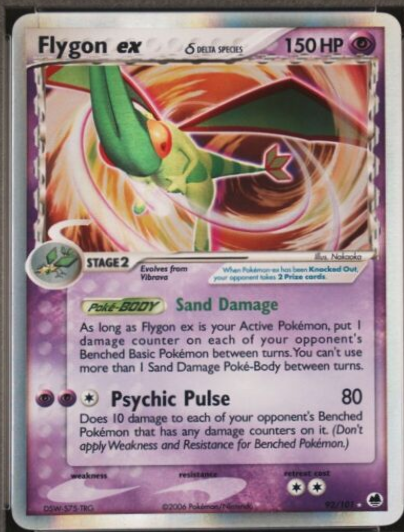 Flygon ex δ DELTA SPECIES 150 HP
Illus. Nakaoka
STAGE 2
Evolves from
Vibrava
When Pokémon-ex has been Knocked Out,
your opponent takes 2 Prize cards.
Poké-BODY Sand Damage
As long as Flygon ex is your Active Pokémon, put 1
damage counter on each of your opponent's
Benched Basic Pokémon between turns. You can't use
more than 1 Sand Damage Poké-Body between turns.
Psychic Pulse 80
Does 10 damage to each of your opponent's Benched
Pokémon that has any damage counters on it. (Don't
apply Weakness and Resistance for Benched Pokémon.)
weakness resistance retreat cost
©2006 Pokémon/Nintendo 92/101